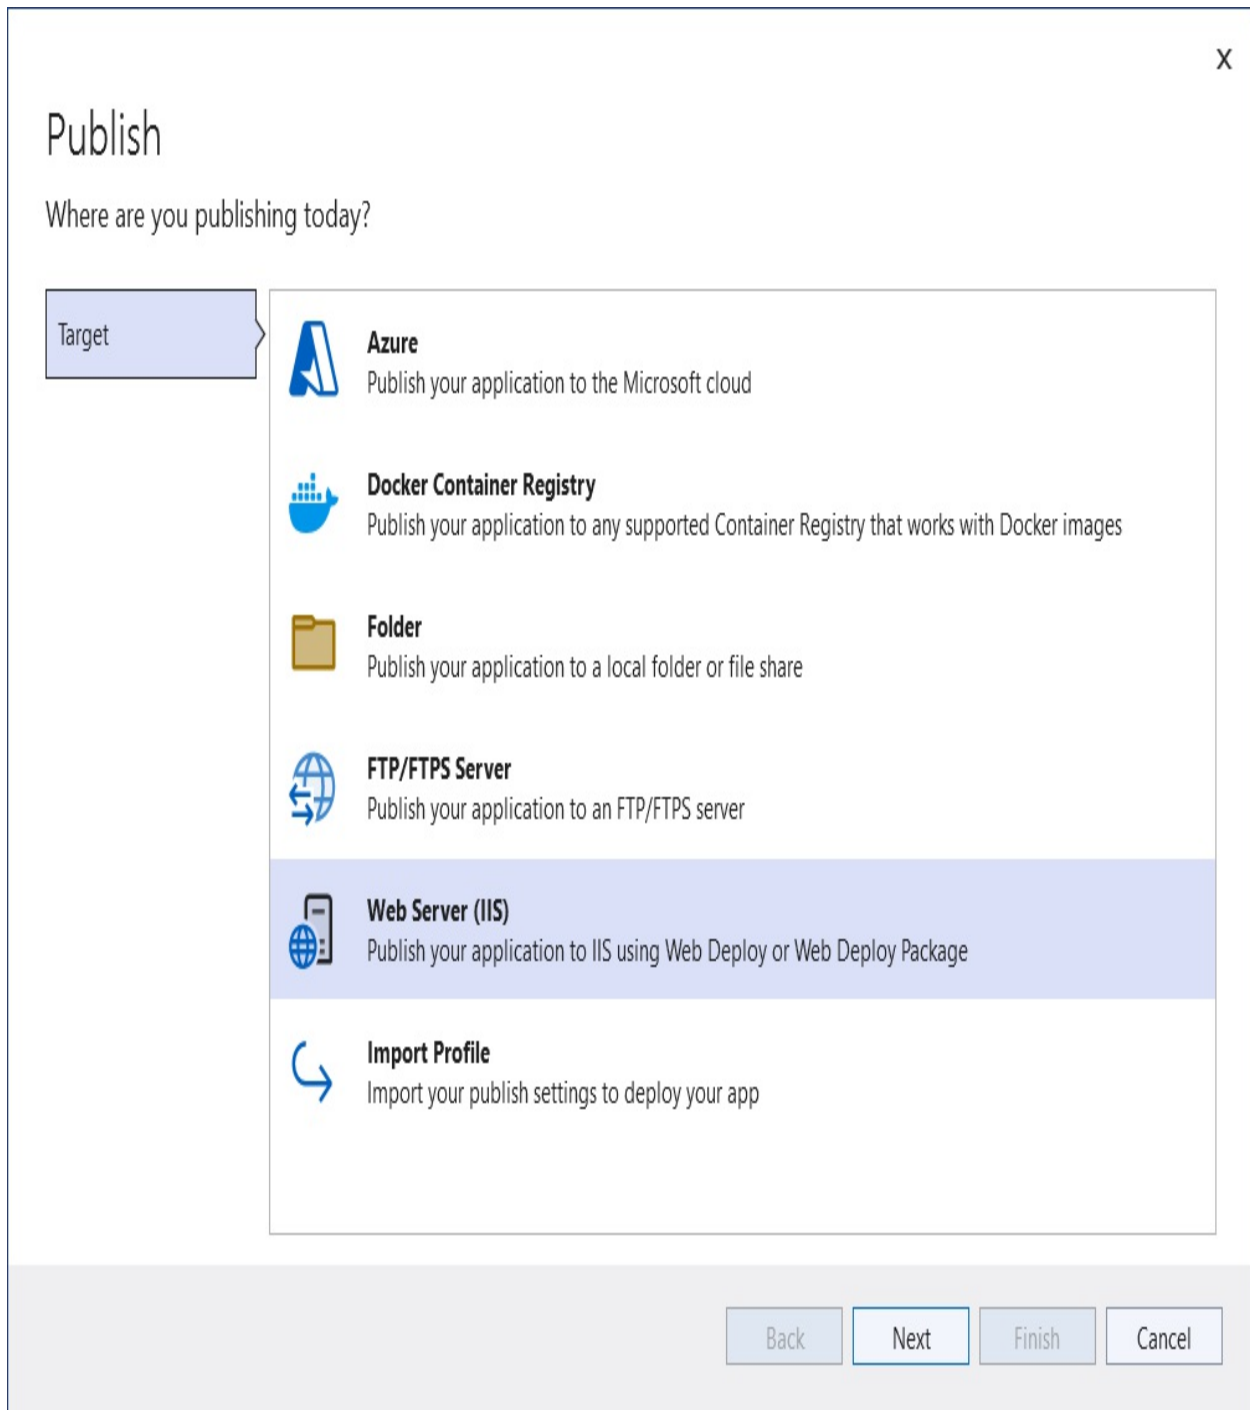 X
Publish
Where are you publishing today?
Target
Azure
Publish your application to the Microsoft cloud
Docker Container Registry
Publish your application to any supported Container Registry that works with Docker images
Folder
Publish your application to a local folder or file share
FTP/FTPS Server
Publish your application to an FTP/FTPS server
Web Server (IIS)
Publish your application to IIS using Web Deploy or Web Deploy Package
Import Profile
Import your publish settings to deploy your app
Back Next Finish Cancel